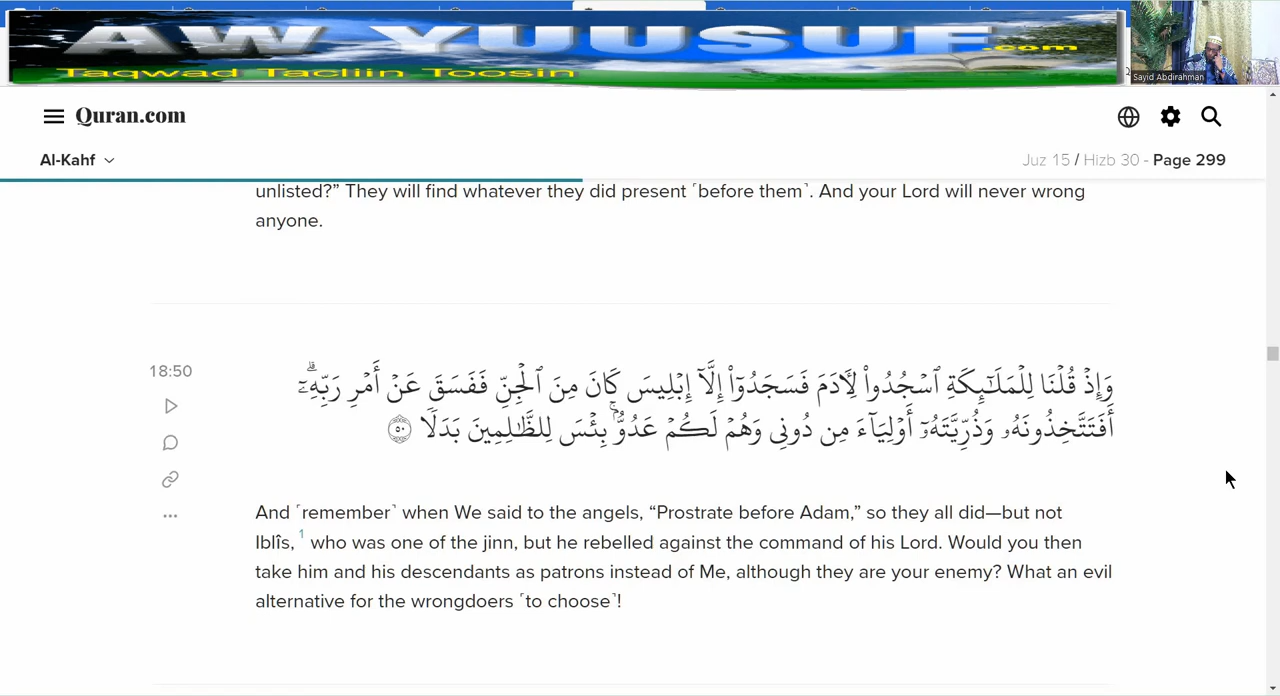 AW YUUSUF.com
Taqwad Tacliin Toosin
Sayid Abdirahman
Quran.com
Al-Kahf
Juz 15 / Hizb 30 - Page 299
unlisted?” They will find whatever they did present ˹before them˺. And your Lord will never wrong
anyone.
18:50
وَإِذْ قُلْنَا لِلْمَلَـٰٓئِكَةِ ٱسْجُدُوا۟ لِـَٔادَمَ فَسَجَدُوٓا۟ إِلَّآ إِبْلِيسَ كَانَ مِنَ ٱلْجِنِّ فَفَسَقَ عَنْ أَمْرِ رَبِّهِۦٓ ۗ
أَفَتَتَّخِذُونَهُۥ وَذُرِّيَّتَهُۥٓ أَوْلِيَآءَ مِن دُونِى وَهُمْ لَكُمْ عَدُوٌّۢ ۚ بِئْسَ لِلظَّـٰلِمِينَ بَدَلًۭا ٥٠
And ˹remember˺ when We said to the angels, “Prostrate before Adam,” so they all did—but not
Iblîs, 1 who was one of the jinn, but he rebelled against the command of his Lord. Would you then
take him and his descendants as patrons instead of Me, although they are your enemy? What an evil
alternative for the wrongdoers ˹to choose˺!